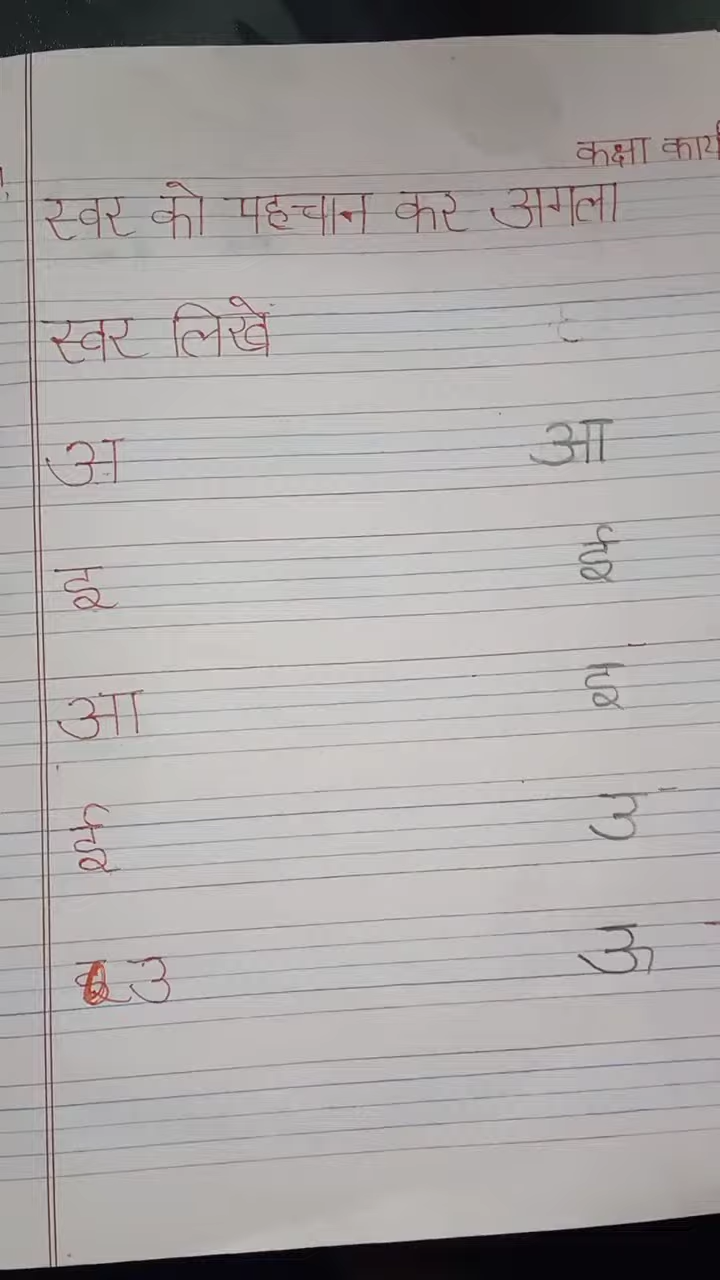 कक्षा कार्य
स्वर को पहचान कर अगला
स्वर लिखें
अ आ
इ ई
आ इ
ई उ
उ ऊ